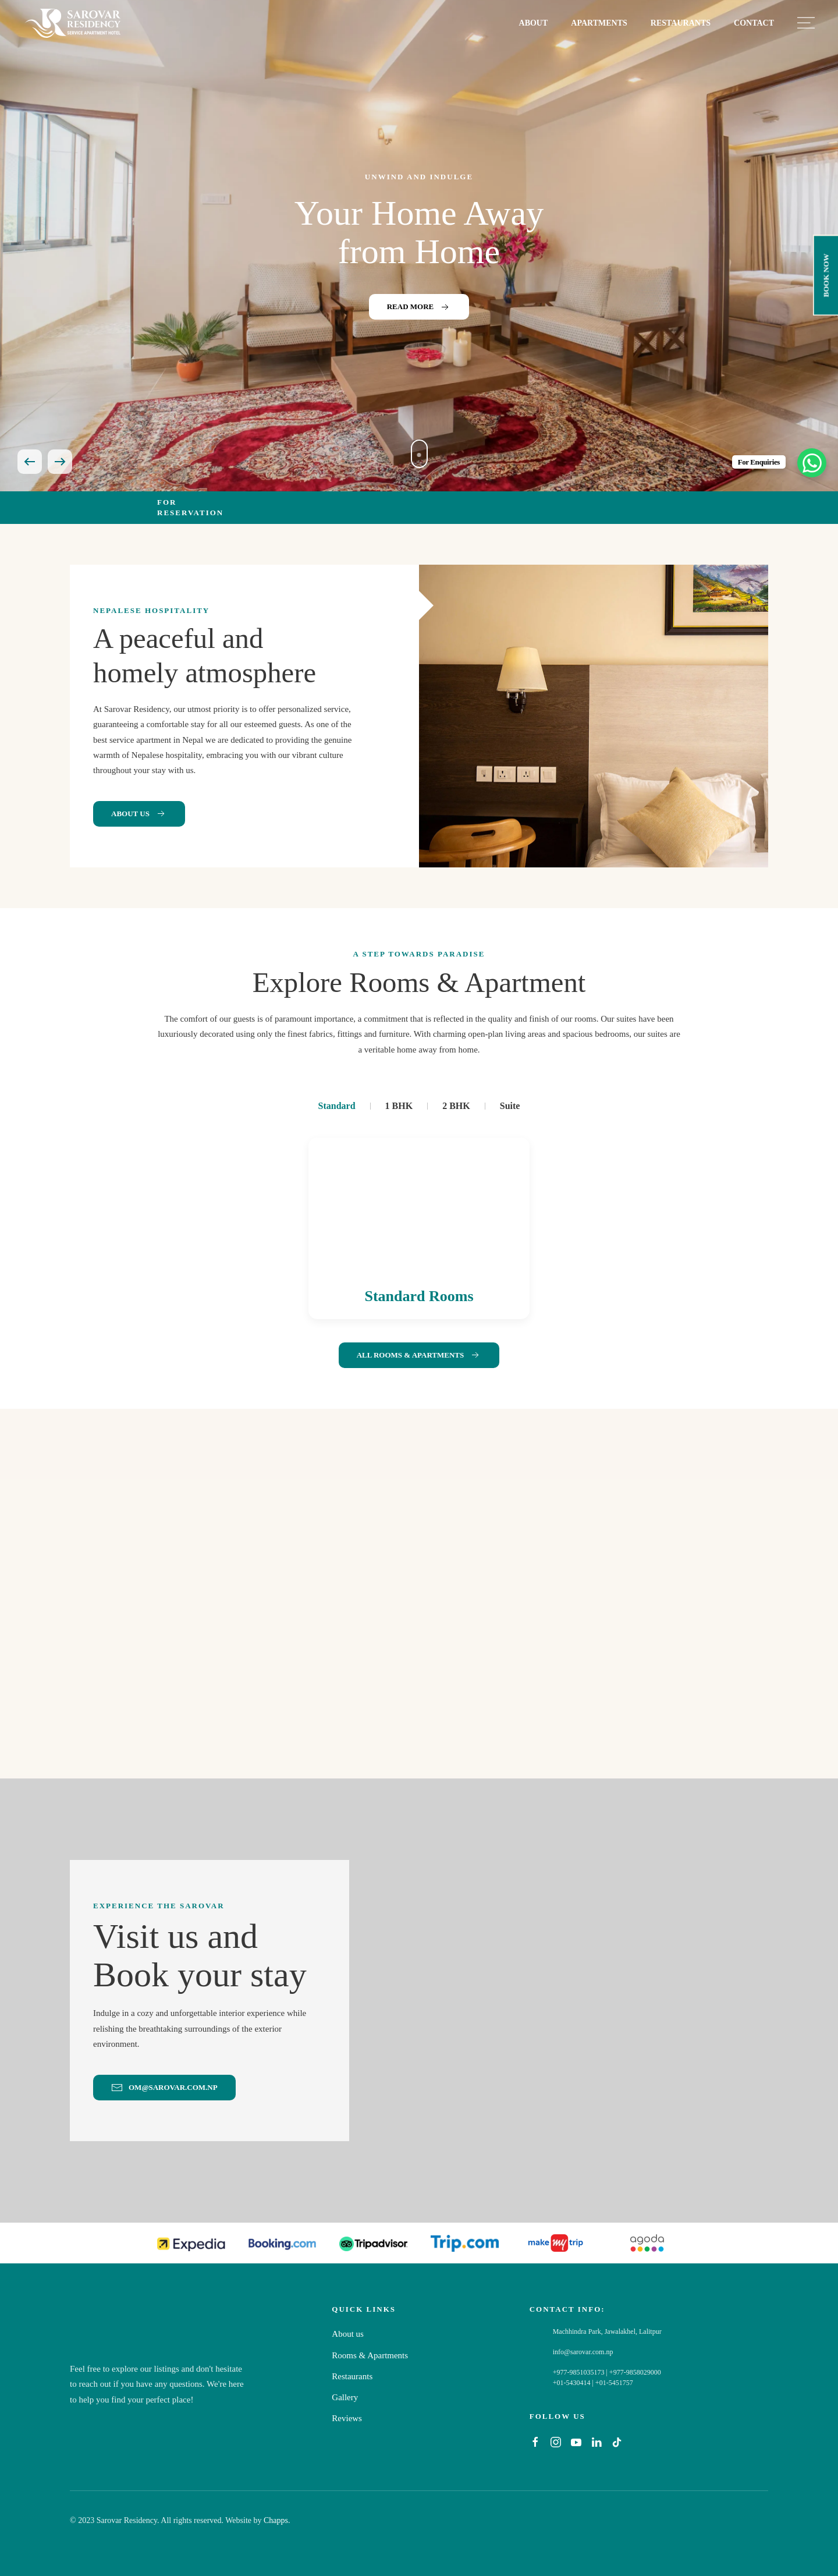 SAROVAR
RESIDENCY
SERVICE APARTMENT HOTEL
ABOUT
APARTMENTS
RESTAURANTS
CONTACT
UNWIND AND INDULGE
Your Home Away
from Home
READ MORE
BOOK NOW
For Enquiries
FOR
RESERVATION
NEPALESE HOSPITALITY
A peaceful and
homely atmosphere
At Sarovar Residency, our utmost priority is to offer personalized service,
guaranteeing a comfortable stay for all our esteemed guests. As one of the
best service apartment in Nepal we are dedicated to providing the genuine
warmth of Nepalese hospitality, embracing you with our vibrant culture
throughout your stay with us.
ABOUT US
A STEP TOWARDS PARADISE
Explore Rooms & Apartment
The comfort of our guests is of paramount importance, a commitment that is reflected in the quality and finish of our rooms. Our suites have been
luxuriously decorated using only the finest fabrics, fittings and furniture. With charming open-plan living areas and spacious bedrooms, our suites are
a veritable home away from home.
Standard
1 BHK
2 BHK
Suite
Standard Rooms
ALL ROOMS & APARTMENTS
EXPERIENCE THE SAROVAR
Visit us and
Book your stay
Indulge in a cozy and unforgettable interior experience while
relishing the breathtaking surroundings of the exterior
environment.
OM@SAROVAR.COM.NP
Expedia
Booking.com
Tripadvisor
Trip.com
make my trip
agoda
Feel free to explore our listings and don't hesitate
to reach out if you have any questions. We're here
to help you find your perfect place!
QUICK LINKS
About us
Rooms & Apartments
Restaurants
Gallery
Reviews
CONTACT INFO:
Machhindra Park, Jawalakhel, Lalitpur
info@sarovar.com.np
+977-9851035173 | +977-9858029000
+01-5430414 | +01-5451757
FOLLOW US
© 2023 Sarovar Residency. All rights reserved. Website by Chapps.